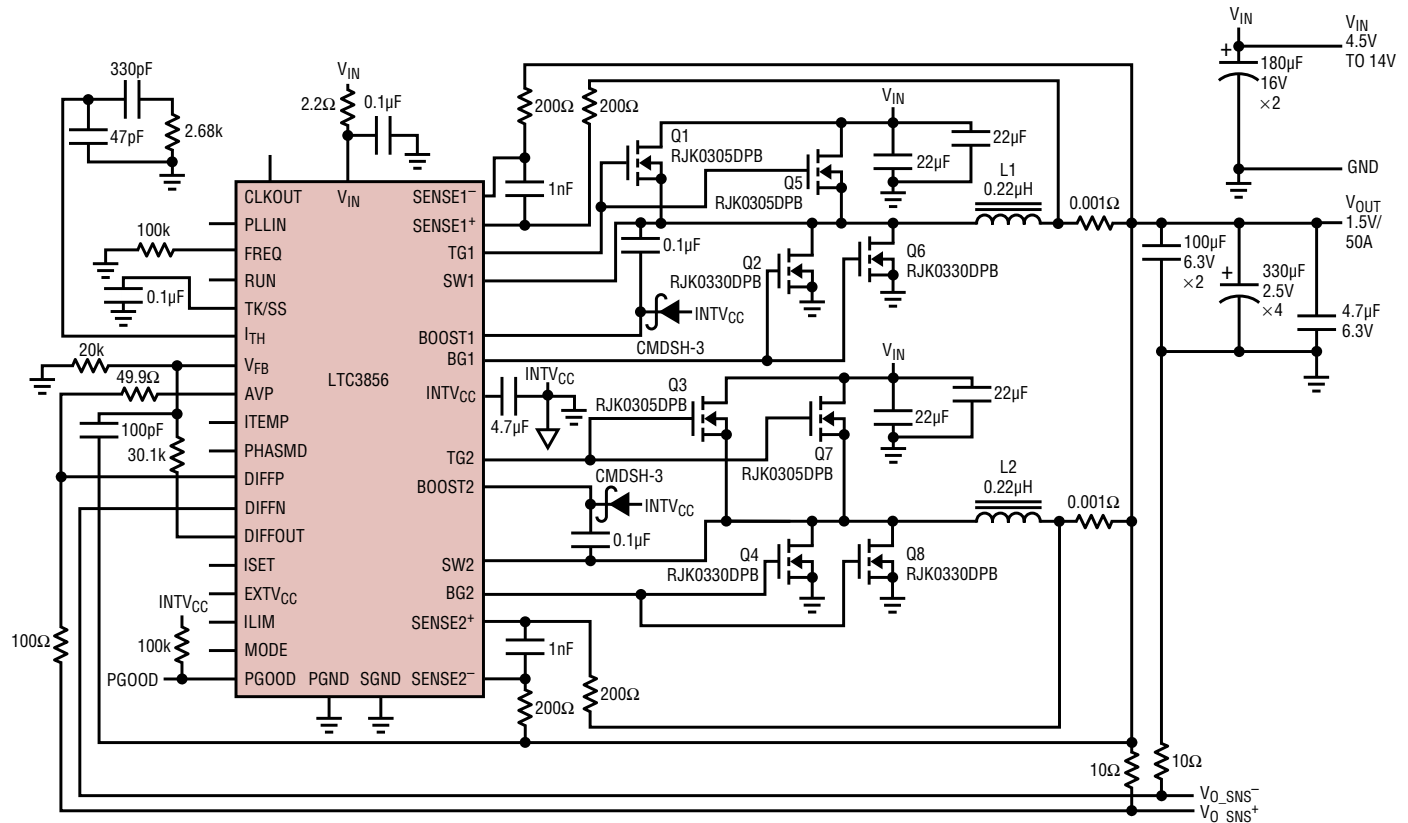 330pF
47pF
2.68k
VIN
2.2Ω
0.1µF
200Ω
200Ω
1nF
VIN
180µF
16V
×2
VIN
4.5V
TO 14V
GND
CLKOUT
PLLIN
FREQ
RUN
TK/SS
ITH
VFB
AVP
ITEMP
PHASMD
DIFFP
DIFFN
DIFFOUT
ISET
EXTVCC
ILIM
MODE
PGOOD
PGND
SGND
VIN
LTC3856
SENSE1–
SENSE1+
TG1
SW1
BOOST1
BG1
INTVCC
TG2
BOOST2
SW2
BG2
SENSE2+
SENSE2–
100k
0.1µF
20k
49.9Ω
100pF
30.1k
INTVCC
100k
PGOOD
100Ω
Q1
RJK0305DPB
Q5
RJK0305DPB
VIN
22µF
22µF
L1
0.22µH
0.001Ω
0.1µF
Q2
RJK0330DPB
Q6
RJK0330DPB
INTVCC
CMDSH-3
VOUT
1.5V/
50A
100µF
6.3V
×2
330µF
2.5V
×4
4.7µF
6.3V
INTVCC
4.7µF
Q3
RJK0305DPB
Q7
RJK0305DPB
VIN
22µF
22µF
CMDSH-3
INTVCC
0.1µF
L2
0.22µH
0.001Ω
Q4
RJK0330DPB
Q8
RJK0330DPB
1nF
200Ω
200Ω
10Ω
10Ω
VO_SNS–
VO_SNS+